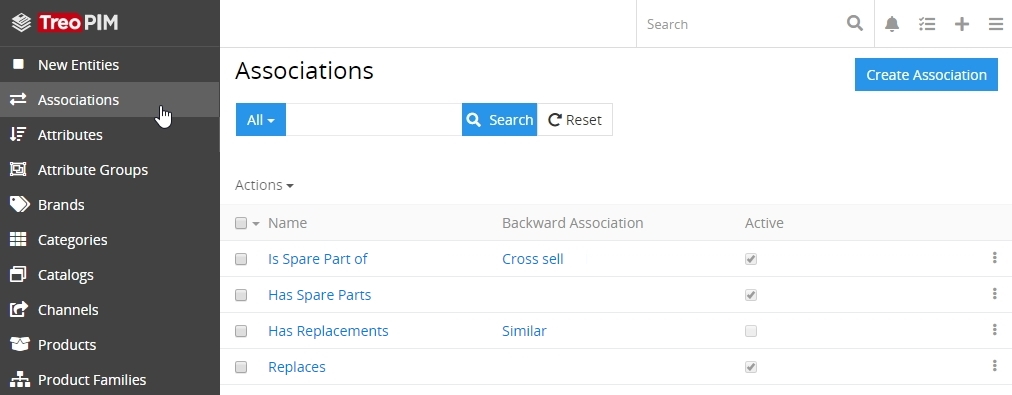 TreoPIM
Search
New Entities
Associations
Attributes
Attribute Groups
Brands
Categories
Catalogs
Channels
Products
Product Families
Associations
Create Association
All
Search
Reset
Actions
Name Backward Association Active
Is Spare Part of Cross sell
Has Spare Parts
Has Replacements Similar
Replaces